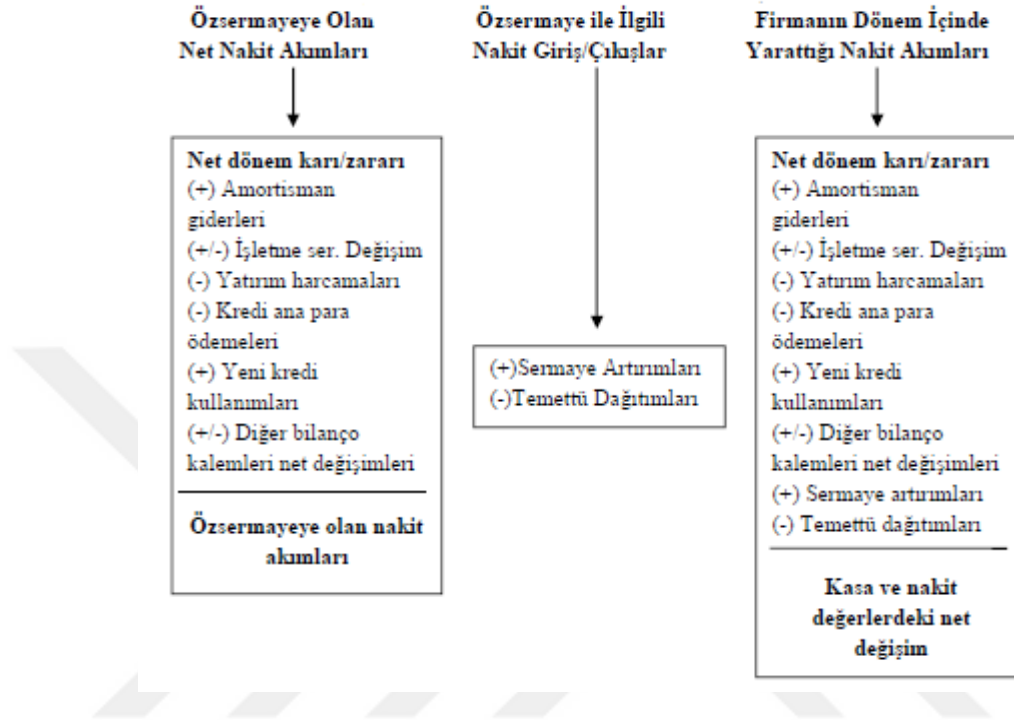 Özsermayeye Olan
Net Nakit Akımları
Özsermaye ile İlgili
Nakit Giriş/Çıkışlar
Firmanın Dönem İçinde
Yarattığı Nakit Akımları
Net dönem karı/zararı
(+) Amortisman
giderleri
(+/-) İşletme ser. Değişim
(-) Yatırım harcamaları
(-) Kredi ana para
ödemeleri
(+) Yeni kredi
kullanımları
(+/-) Diğer bilanço
kalemleri net değişimleri
Özsermayeye olan nakit
akımları
(+)Sermaye Artırımları
(-)Temettü Dağıtımları
Net dönem karı/zararı
(+) Amortisman
giderleri
(+/-) İşletme ser. Değişim
(-) Yatırım harcamaları
(-) Kredi ana para
ödemeleri
(+) Yeni kredi
kullanımları
(+/-) Diğer bilanço
kalemleri net değişimleri
(+) Sermaye artırımları
(-) Temettü dağıtımları
Kasa ve nakit
değerlerdeki net
değişim